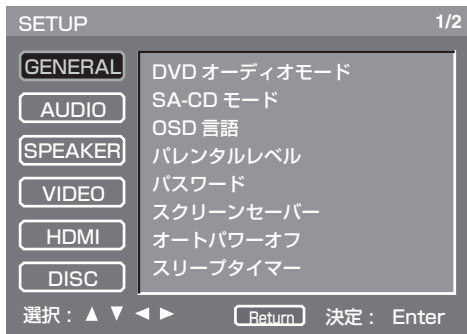 SETUP 1/2
GENERAL
AUDIO
SPEAKER
VIDEO
HDMI
DISC
DVD オーディオモード
SA-CD モード
OSD 言語
パレンタルレベル
パスワード
スクリーンセーバー
オートパワーオフ
スリープタイマー
選択： ▲ ▼ ◀ ▶ Return 決定： Enter